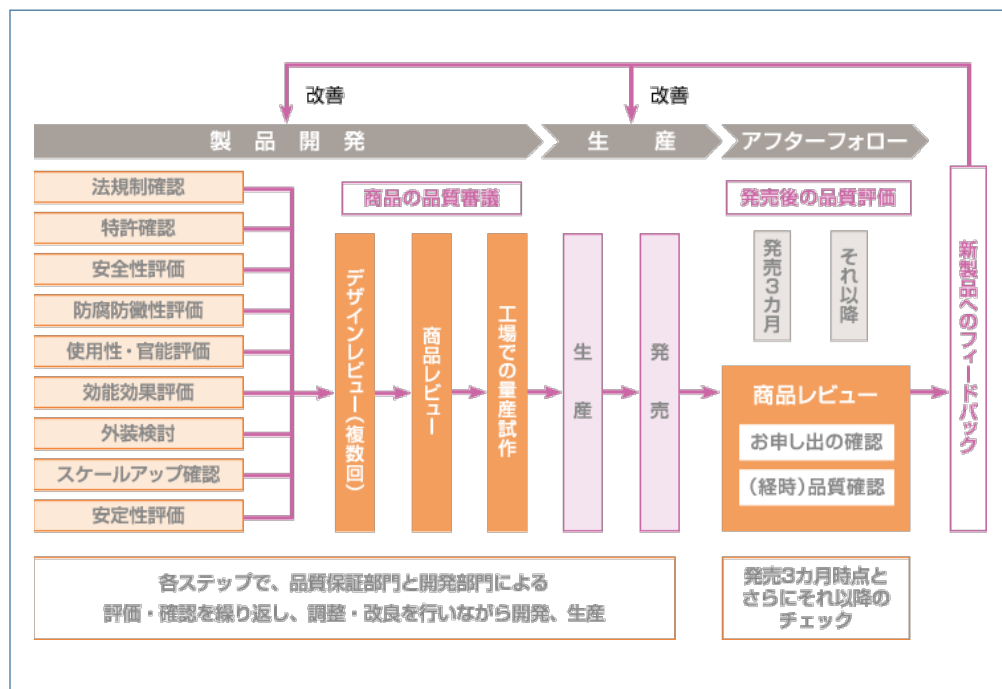 改善
改善
製品開発
生産
アフターフォロー
法規制確認
特許確認
安全性評価
防腐防黴性評価
使用性・官能評価
効能効果評価
外装検討
スケールアップ確認
安定性評価
商品の品質審議
デザインレビュー（複数回）
商品レビュー
工場での量産試作
生産
発売
発売後の品質評価
発売3カ月
それ以降
商品レビュー
お申し出の確認
（経時）品質確認
新製品へのフィードバック
各ステップで、品質保証部門と開発部門による
評価・確認を繰り返し、調整・改良を行いながら開発、生産
発売3カ月時点と
さらにそれ以降の
チェック